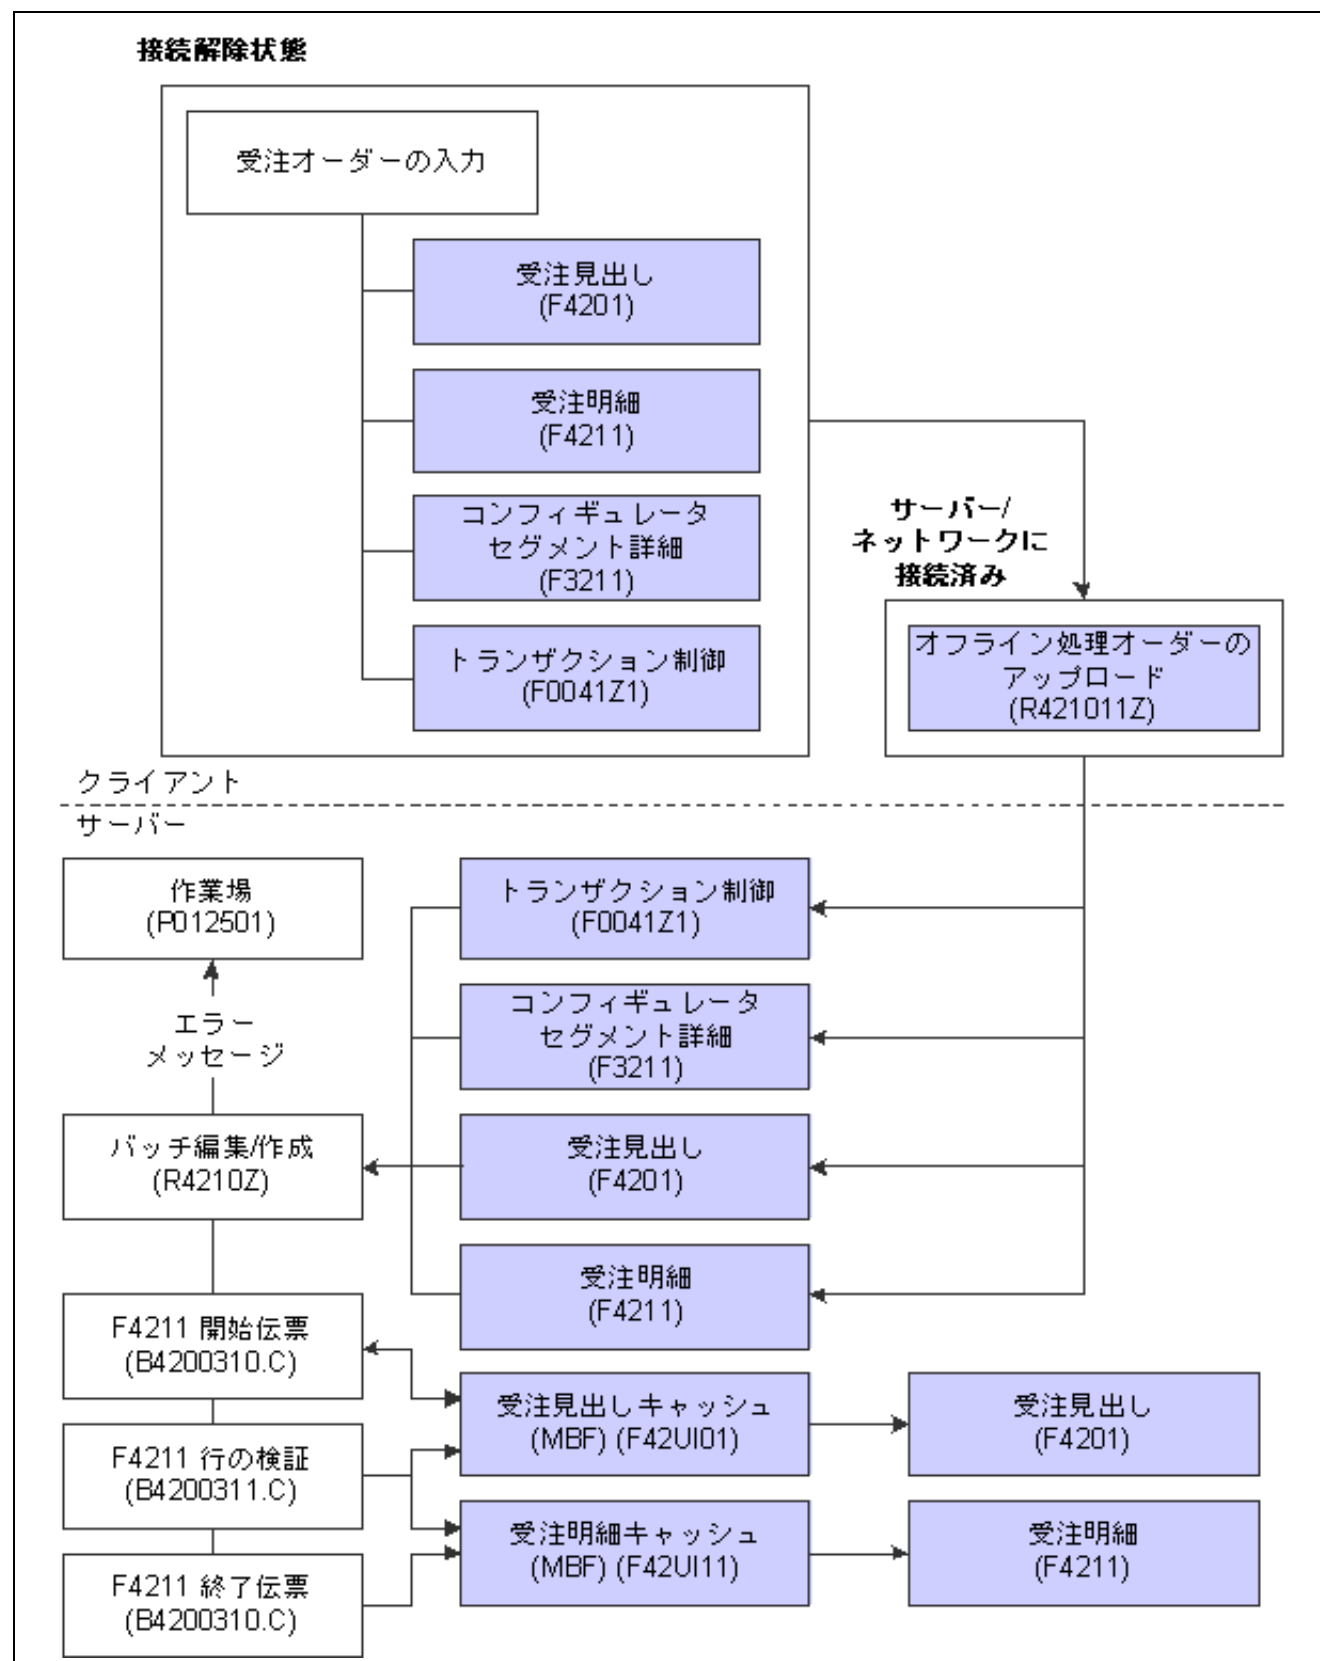 接続解除状態
受注オーダーの入力
受注見出し
(F4201)
受注明細
(F4211)
コンフィギュレータ
セグメント詳細
(F3211)
トランザクション制御
(F0041Z1)
サーバー/
ネットワークに
接続済み
オフライン処理オーダーの
アップロード
(R421011Z)
クライアント
サーバー
作業場
(P012501)
エラー
メッセージ
バッチ編集/作成
(R4210Z)
トランザクション制御
(F0041Z1)
コンフィギュレータ
セグメント詳細
(F3211)
受注見出し
(F4201)
受注明細
(F4211)
F4211 開始伝票
(B4200310.C)
F4211 行の検証
(B4200311.C)
F4211 終了伝票
(B4200310.C)
受注見出しキャッシュ
(MBF) (F42UI01)
受注見出し
(F4201)
受注明細キャッシュ
(MBF) (F42UI11)
受注明細
(F4211)